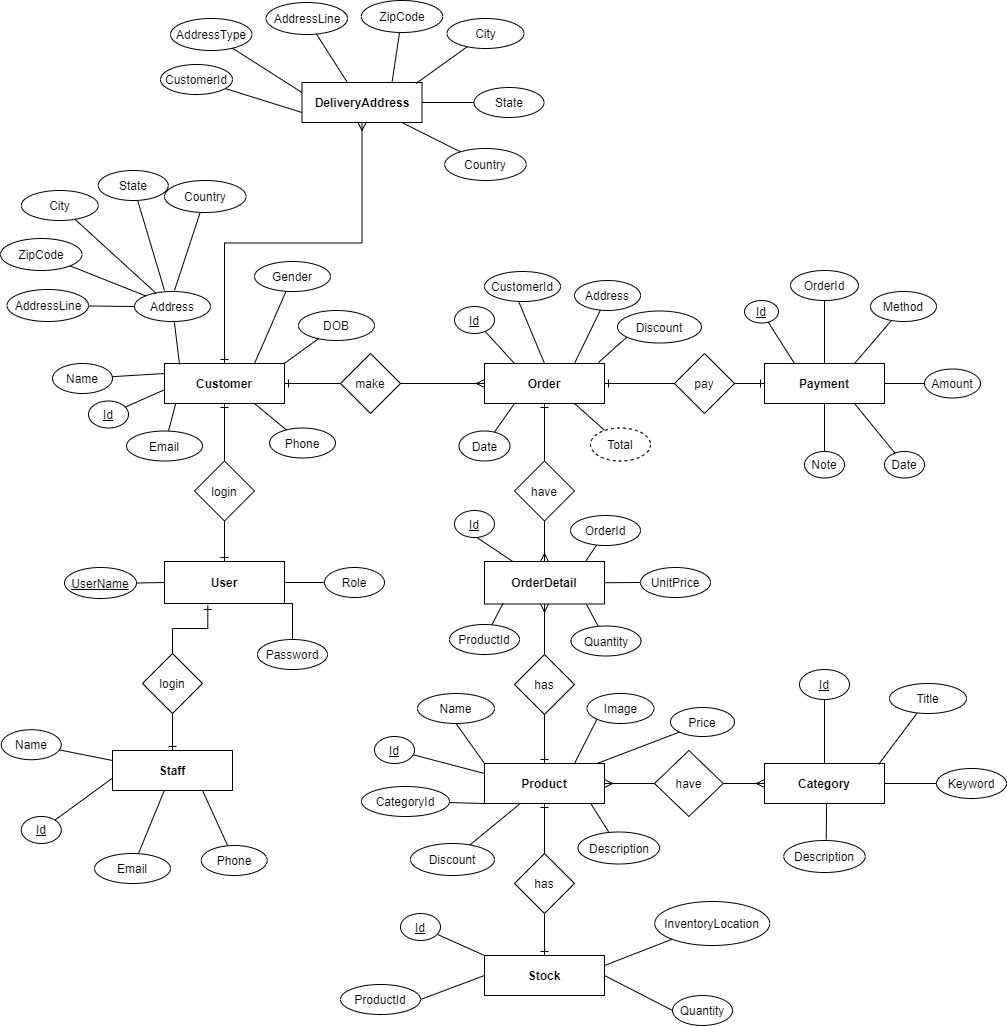 AddressLine
ZipCode
AddressType
City
CustomerId
DeliveryAddress
State
Country
State
Country
City
ZipCode
AddressLine
Address
Gender
DOB
Name
Customer
Id
Email
Phone
make
CustomerId
Address
Id
Discount
Order
Date
Total
pay
OrderId
Id
Method
Payment
Amount
Note
Date
login
have
UserName
User
Role
Password
Id
OrderId
OrderDetail
UnitPrice
ProductId
Quantity
login
has
Name
Staff
Id
Email
Phone
Name
Image
Price
Id
Product
CategoryId
Discount
Description
have
Id
Title
Category
Keyword
Description
has
Id
InventoryLocation
Stock
ProductId
Quantity